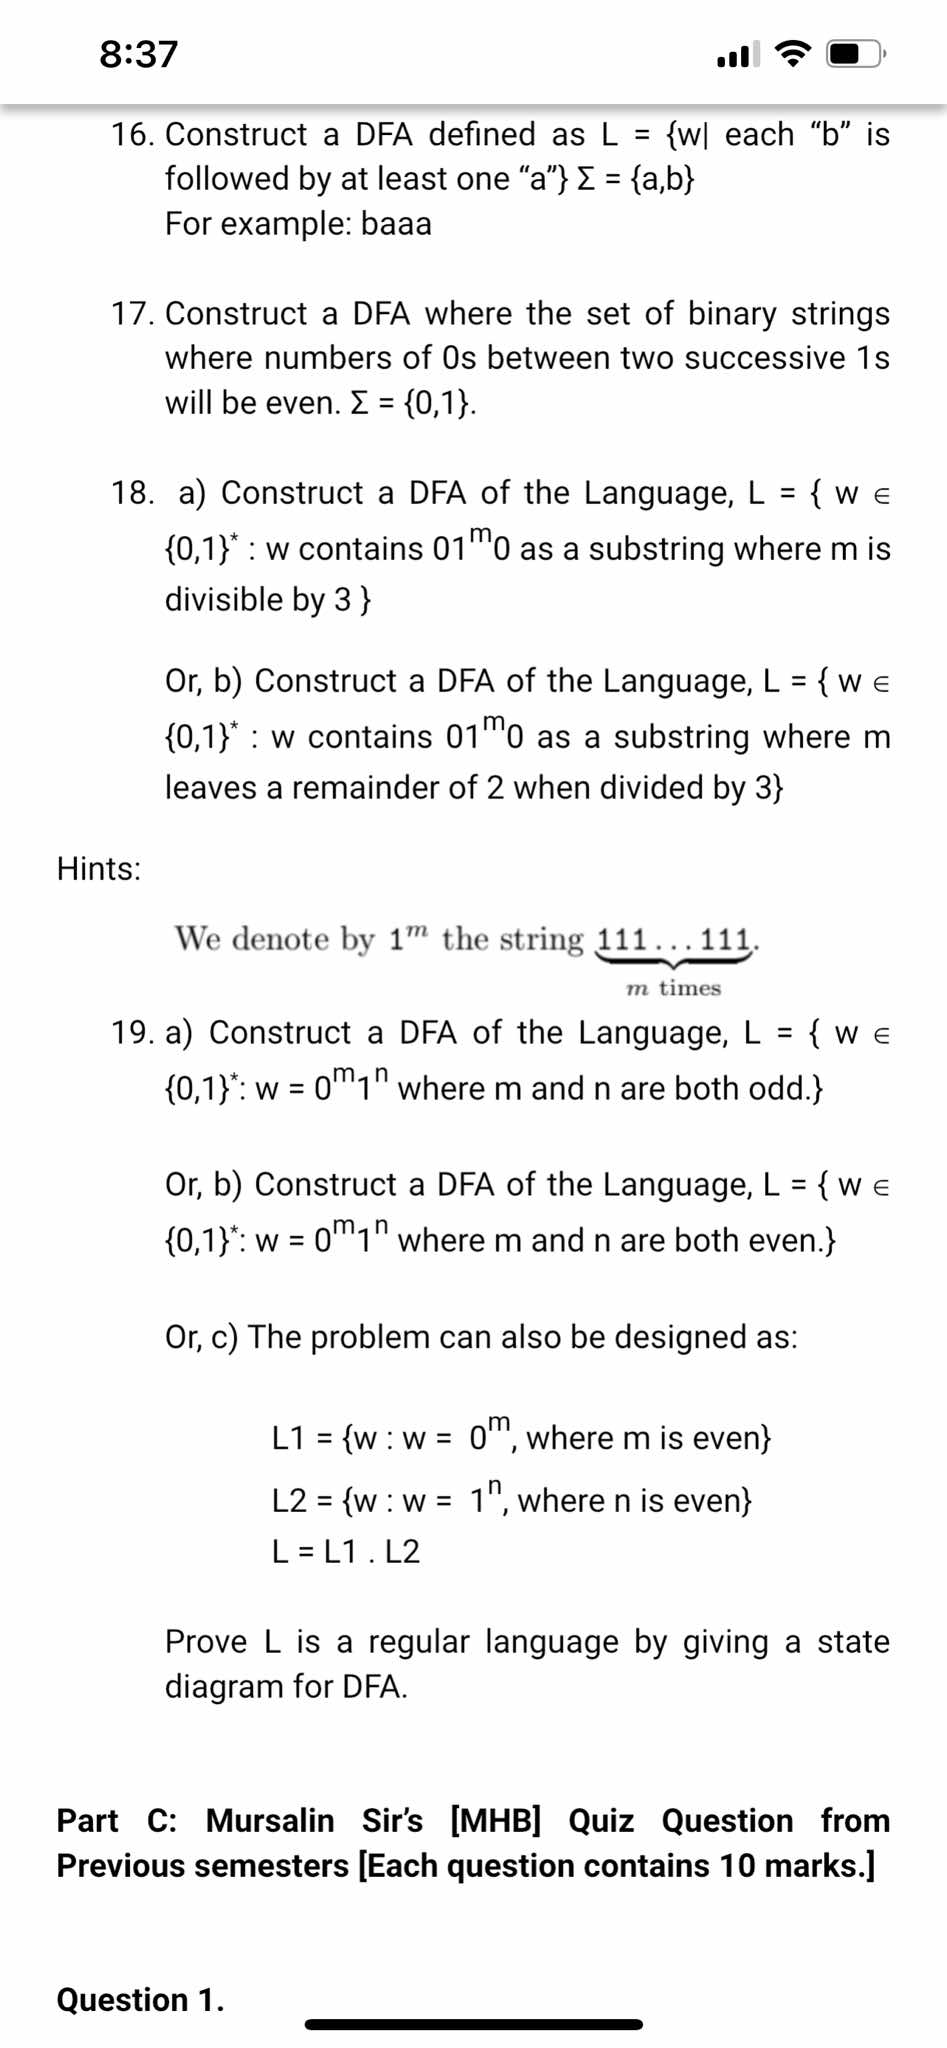 8:37
16. Construct a DFA defined as L = {w| each “b” is
followed by at least one “a”} Σ = {a,b}
For example: baaa
17. Construct a DFA where the set of binary strings
where numbers of 0s between two successive 1s
will be even. Σ = {0,1}.
18. a) Construct a DFA of the Language, L = { w ∈
{0,1}* : w contains 01^m0 as a substring where m is
divisible by 3 }
Or, b) Construct a DFA of the Language, L = { w ∈
{0,1}* : w contains 01^m0 as a substring where m
leaves a remainder of 2 when divided by 3}
Hints:
We denote by 1^m the string 111...111.
m times
19. a) Construct a DFA of the Language, L = { w ∈
{0,1}*: w = 0^m1^n where m and n are both odd.}
Or, b) Construct a DFA of the Language, L = { w ∈
{0,1}*: w = 0^m1^n where m and n are both even.}
Or, c) The problem can also be designed as:
L1 = {w : w = 0^m, where m is even}
L2 = {w : w = 1^n, where n is even}
L = L1 . L2
Prove L is a regular language by giving a state
diagram for DFA.
Part C: Mursalin Sir’s [MHB] Quiz Question from
Previous semesters [Each question contains 10 marks.]
Question 1.